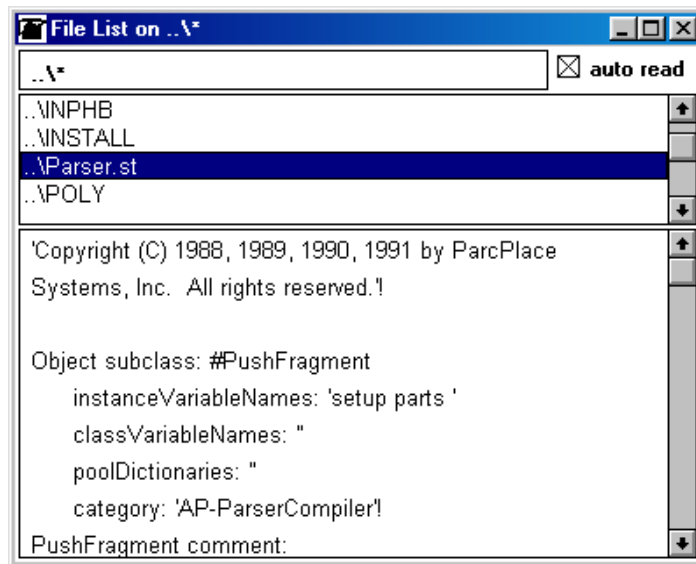 File List on ..\*
..\*
auto read
..\INPHB
..\INSTALL
..\Parser.st
..\POLY
'Copyright (C) 1988, 1989, 1990, 1991 by ParcPlace
Systems, Inc.  All rights reserved.'!
Object subclass: #PushFragment
instanceVariableNames: 'setup parts '
classVariableNames: ''
poolDictionaries: ''
category: 'AP-ParserCompiler'!
PushFragment comment: